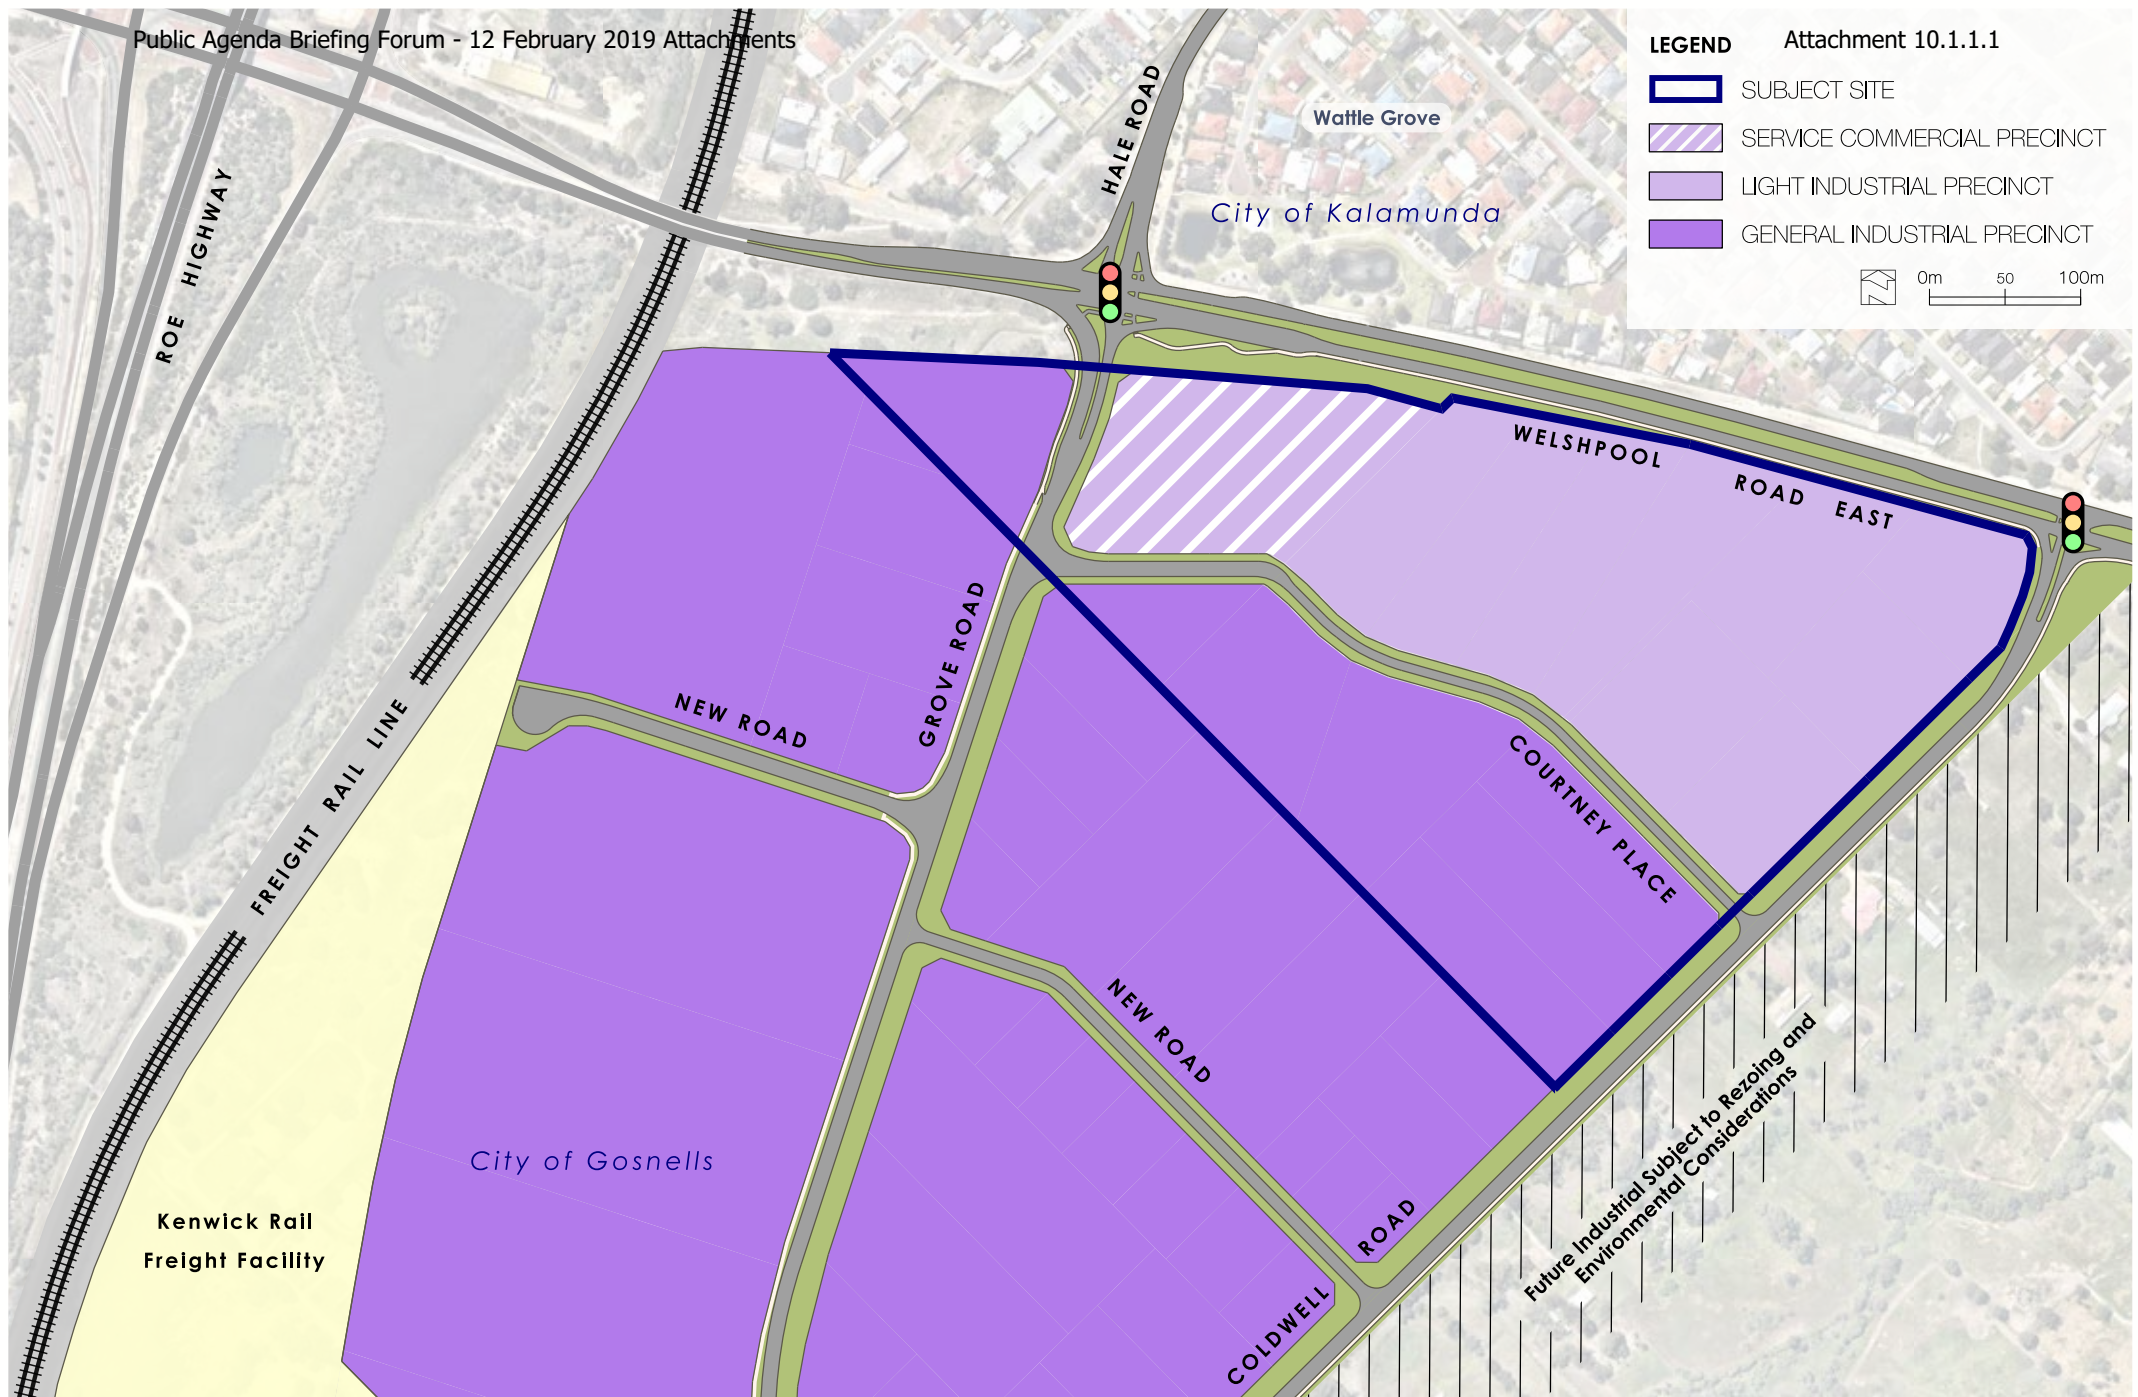 Public Agenda Briefing Forum - 12 February 2019 Attachments
LEGEND
Attachment 10.1.1.1
SUBJECT SITE
SERVICE COMMERCIAL PRECINCT
LIGHT INDUSTRIAL PRECINCT
GENERAL INDUSTRIAL PRECINCT
0m 50 100m
HALE ROAD
Wattle Grove
City of Kalamunda
ROE HIGHWAY
WELSHPOOL ROAD EAST
GROVE ROAD
NEW ROAD
FREIGHT RAIL LINE
COURTNEY PLACE
NEW ROAD
City of Gosnells
Kenwick Rail
Freight Facility
COLDWELL ROAD
Future Industrial Subject to Rezoing and
Environmental Considerations